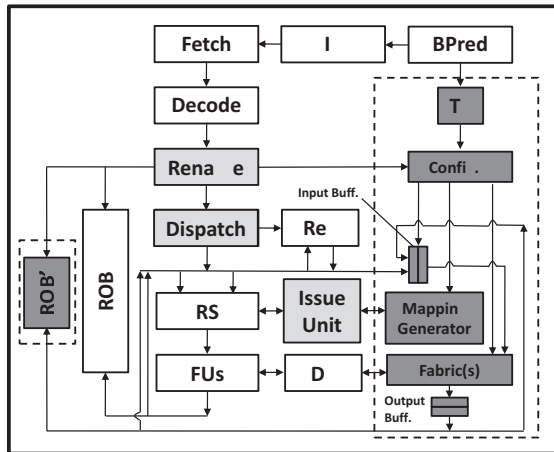 Fetch
I
BPred
Decode
T
Rena e
Confi .
Input Buff.
Dispatch
Re
ROB'
ROB
RS
Issue
Unit
Mappin
Generator
FUs
D
Fabric(s)
Output
Buff.